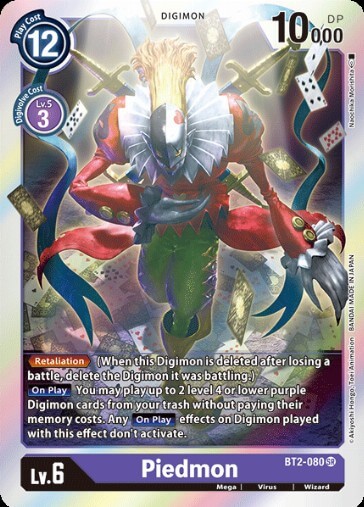 DIGIMON
Play Cost
12
10000 DP
Digivolve Cost
Lv.5
3
Naochika Morishita
Retaliation (When this Digimon is deleted after losing a
battle, delete the Digimon it was battling.)
On Play You may play up to 2 level 4 or lower purple
Digimon cards from your trash without paying their
memory costs. Any On Play effects on Digimon played
with this effect don't activate.
©Akiyoshi Hongo, Toei Animation · BANDAI MADE IN JAPAN
Lv.6
Piedmon
BT2-080 SR
Mega | Virus | Wizard